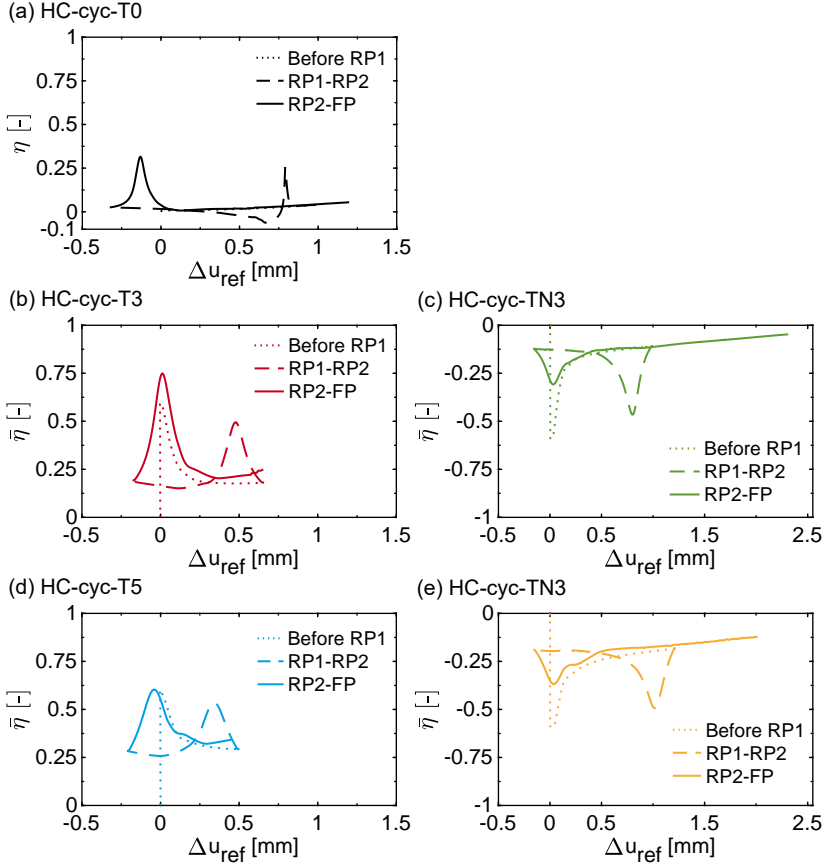 (a) HC-cyc-T0
1
0.75
0.5
0.25
0
-0.1
η [-]
Before RP1
RP1-RP2
RP2-FP
-0.5 0 0.5 1 1.5
Δu_ref [mm]
(b) HC-cyc-T3
1
0.75
0.5
0.25
0
η̄ [-]
Before RP1
RP1-RP2
RP2-FP
-0.5 0 0.5 1 1.5
Δu_ref [mm]
(c) HC-cyc-TN3
-0
-0.25
-0.5
-0.75
-1
η̄ [-]
Before RP1
RP1-RP2
RP2-FP
-0.5 0 0.5 1 1.5 2 2.5
Δu_ref [mm]
(d) HC-cyc-T5
1
0.75
0.5
0.25
0
η̄ [-]
Before RP1
RP1-RP2
RP2-FP
-0.5 0 0.5 1 1.5
Δu_ref [mm]
(e) HC-cyc-TN3
-0
-0.25
-0.5
-0.75
-1
η̄ [-]
Before RP1
RP1-RP2
RP2-FP
-0.5 0 0.5 1 1.5 2 2.5
Δu_ref [mm]